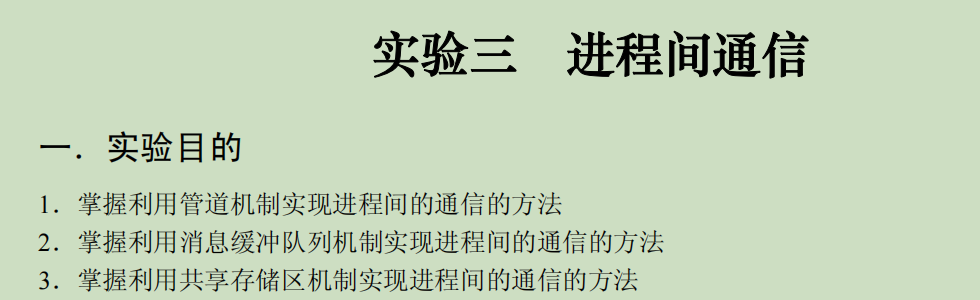 实验三 进程间通信
一．实验目的
1．掌握利用管道机制实现进程间的通信的方法
2．掌握利用消息缓冲队列机制实现进程间的通信的方法
3．掌握利用共享存储区机制实现进程间的通信的方法